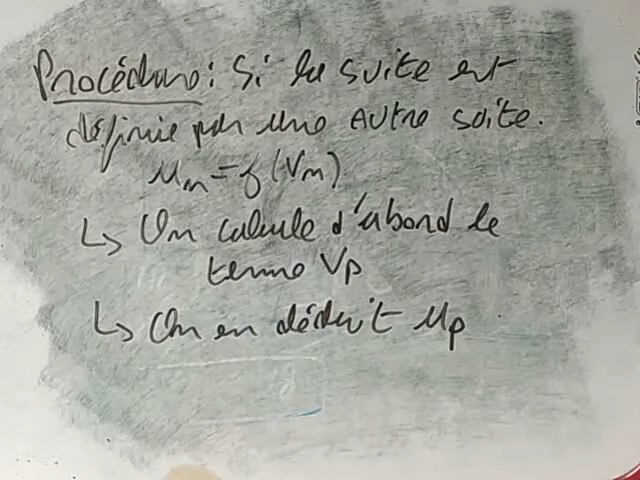 Procédure : Si la suite est
définie par une autre suite.
un = f(Vn)
↳ On calcule d'abord le
terme Vp
↳ On en déduit up